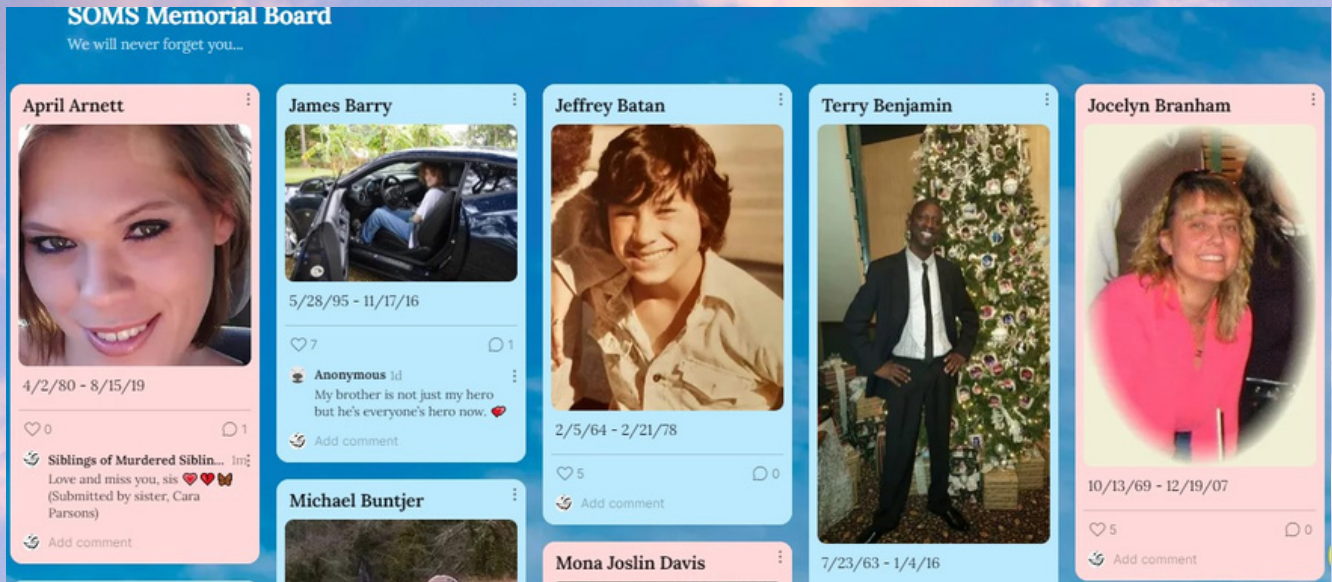 SOMS Memorial Board
We will never forget you...
April Arnett
4/2/80 - 8/15/19
0
1
Siblings of Murdered Siblin... 1m
Love and miss you, sis
(Submitted by sister, Cara
Parsons)
Add comment
James Barry
5/28/95 - 11/17/16
7
1
Anonymous 1d
My brother is not just my hero
but he's everyone's hero now.
Add comment
Michael Buntjer
Jeffrey Batan
2/5/64 - 2/21/78
5
0
Add comment
Mona Joslin Davis
Terry Benjamin
7/23/63 - 1/4/16
Jocelyn Branham
10/13/69 - 12/19/07
5
0
Add comment